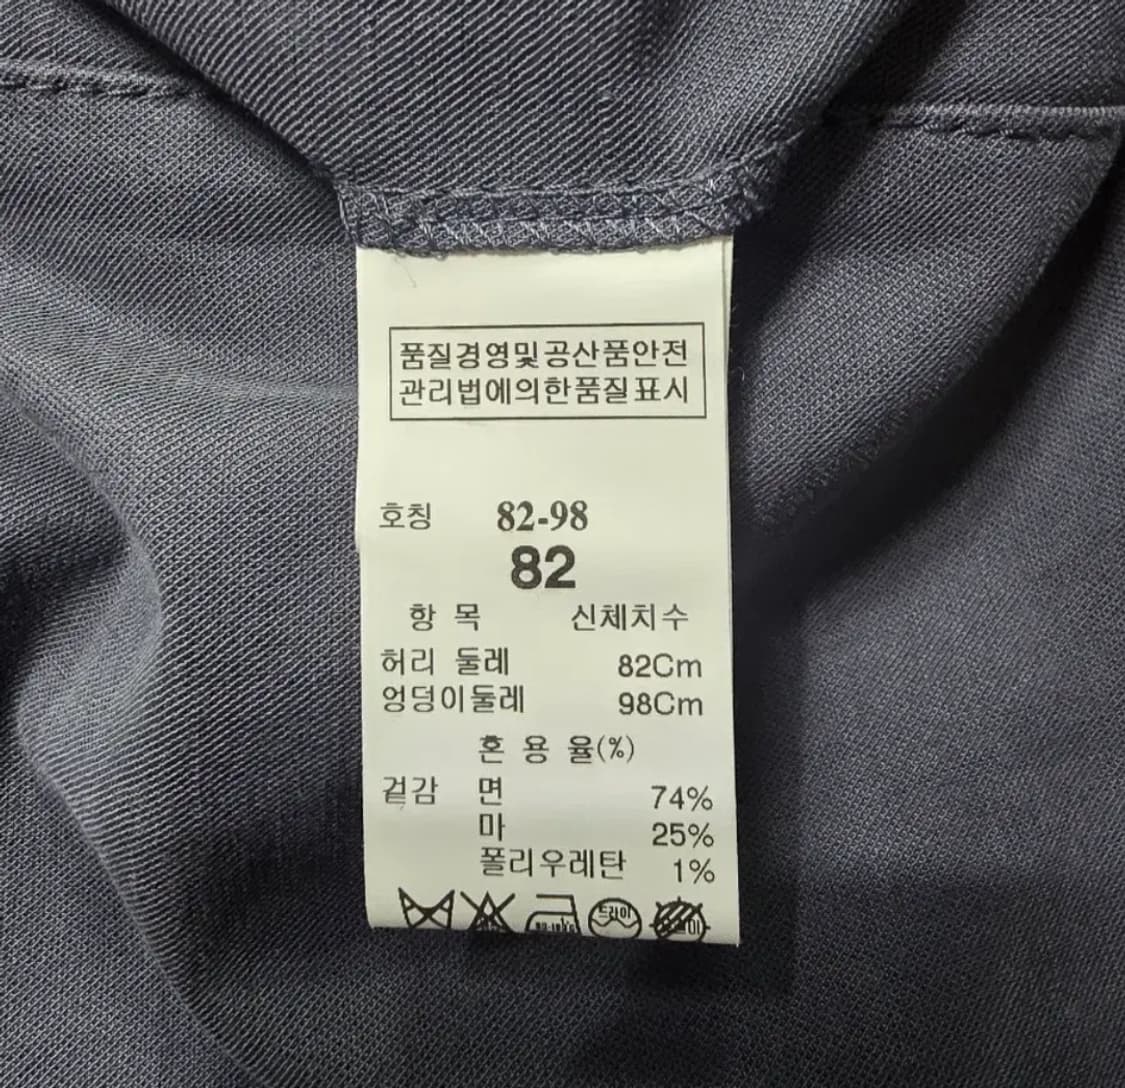 품질경영및공산품안전
관리법에의한품질표시
호칭 82-98
82
항 목 신체치수
허리 둘레 82Cm
엉덩이둘레 98Cm
혼 용 율(%)
겉감 면 74%
마 25%
폴리우레탄 1%
드라이